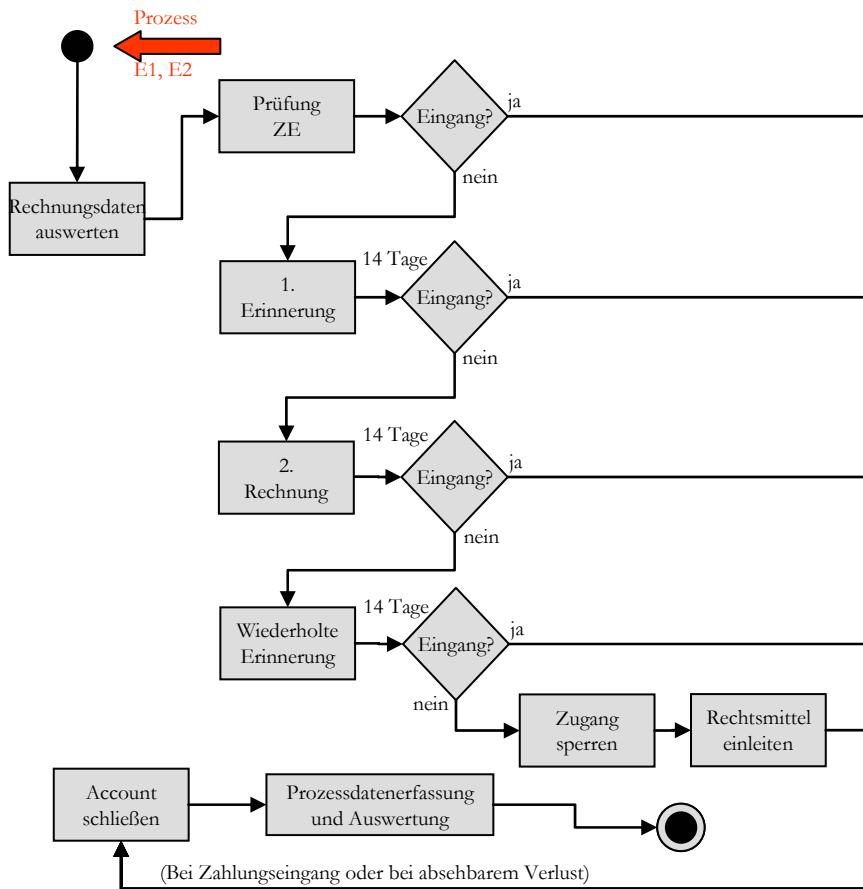 Prozess
E1, E2
Prüfung
ZE
Eingang?
ja
nein
Rechnungsdaten
auswerten
1.
Erinnerung
14 Tage
Eingang?
ja
nein
2.
Rechnung
14 Tage
Eingang?
ja
nein
Wiederholte
Erinnerung
14 Tage
Eingang?
ja
nein
Zugang
sperren
Rechtsmittel
einleiten
Account
schließen
Prozessdatenerfassung
und Auswertung
(Bei Zahlungseingang oder bei absehbarem Verlust)